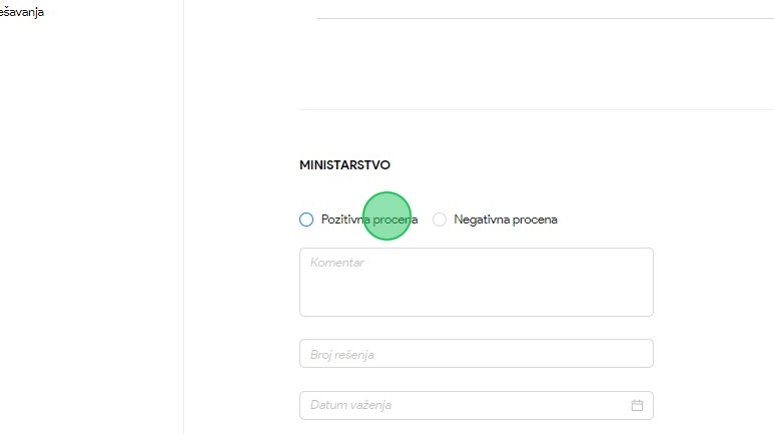 ešavanja
MINISTARSTVO
Pozitivna procena Negativna procena
Komentar
Broj rešenja
Datum važenja